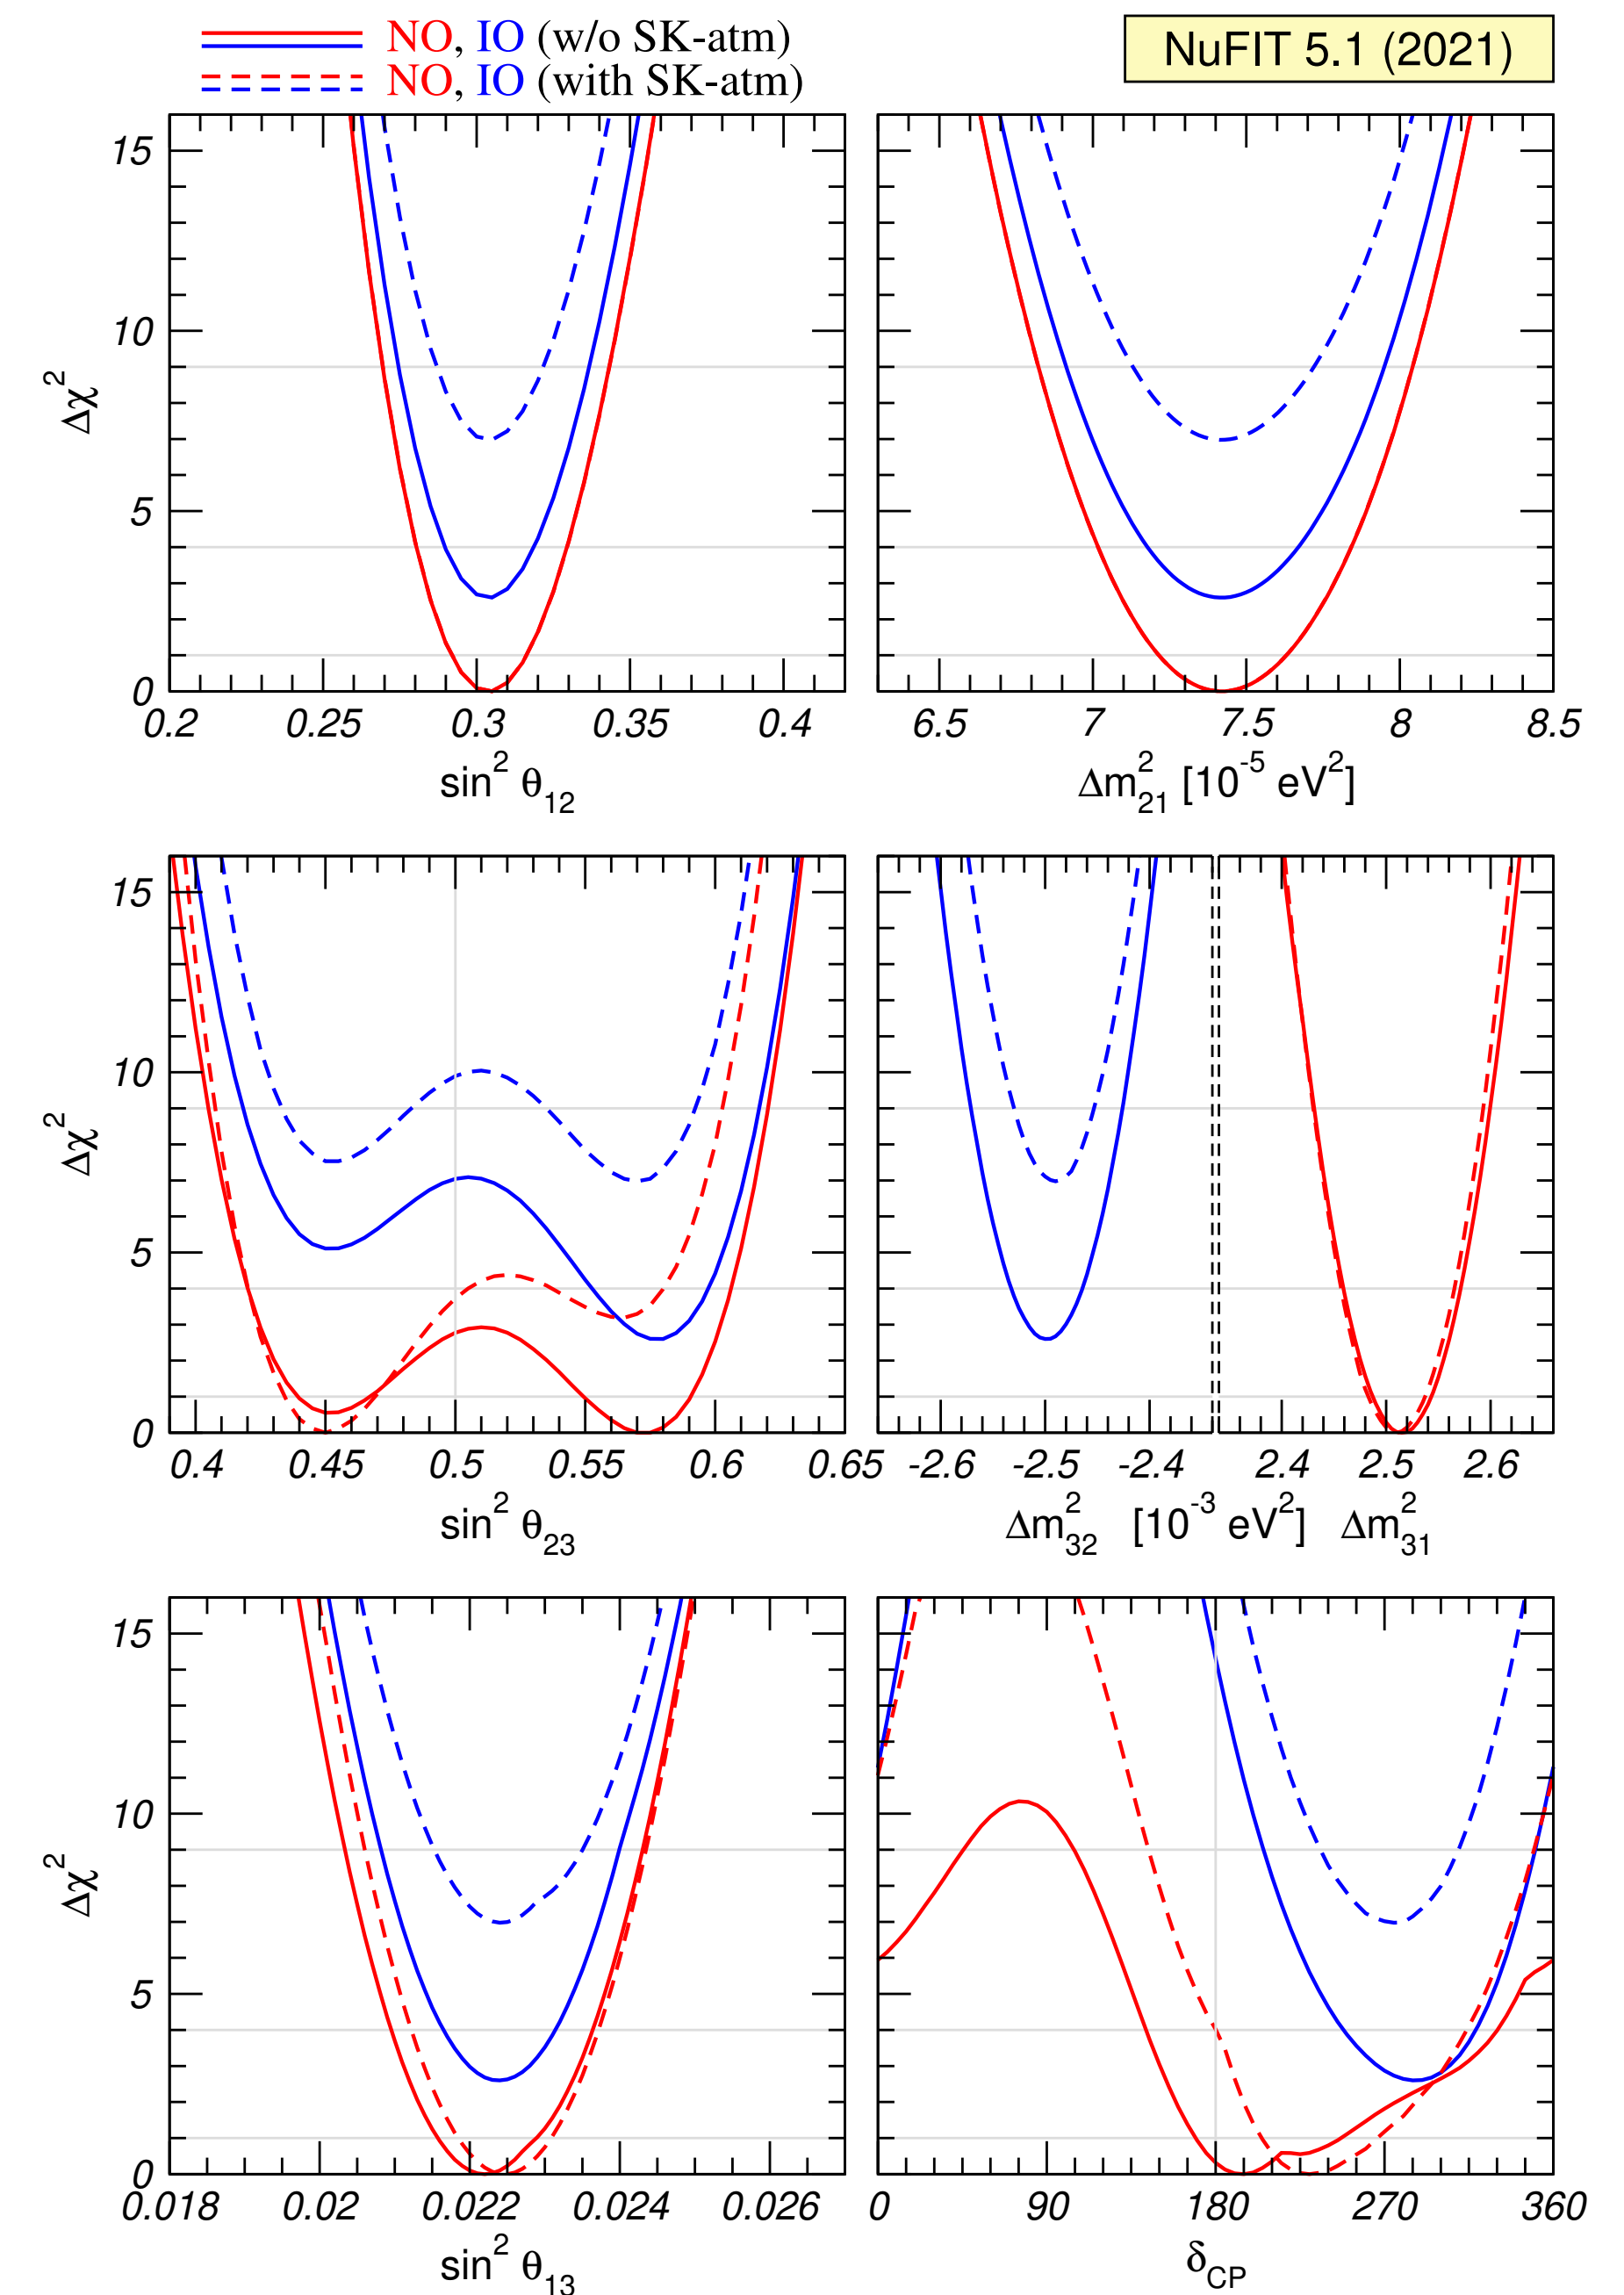 NO, IO (w/o SK-atm)
NO, IO (with SK-atm)
NuFIT 5.1 (2021)
15
10
5
0
Δχ²
0.2 0.25 0.3 0.35 0.4
sin² θ₁₂
6.5 7 7.5 8 8.5
Δm²₂₁ [10⁻⁵ eV²]
15
10
5
0
Δχ²
0.4 0.45 0.5 0.55 0.6 0.65
sin² θ₂₃
-2.6 -2.5 -2.4 2.4 2.5 2.6
Δm²₃₂ [10⁻³ eV²] Δm²₃₁
15
10
5
0
Δχ²
0.018 0.02 0.022 0.024 0.026
sin² θ₁₃
0 90 180 270 360
δ_CP